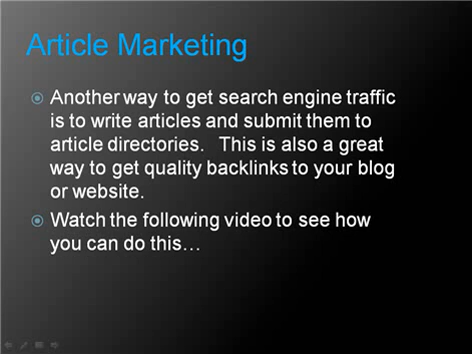 Article Marketing
Another way to get search engine traffic
is to write articles and submit them to
article directories.   This is also a great
way to get quality backlinks to your blog
or website.
Watch the following video to see how
you can do this…